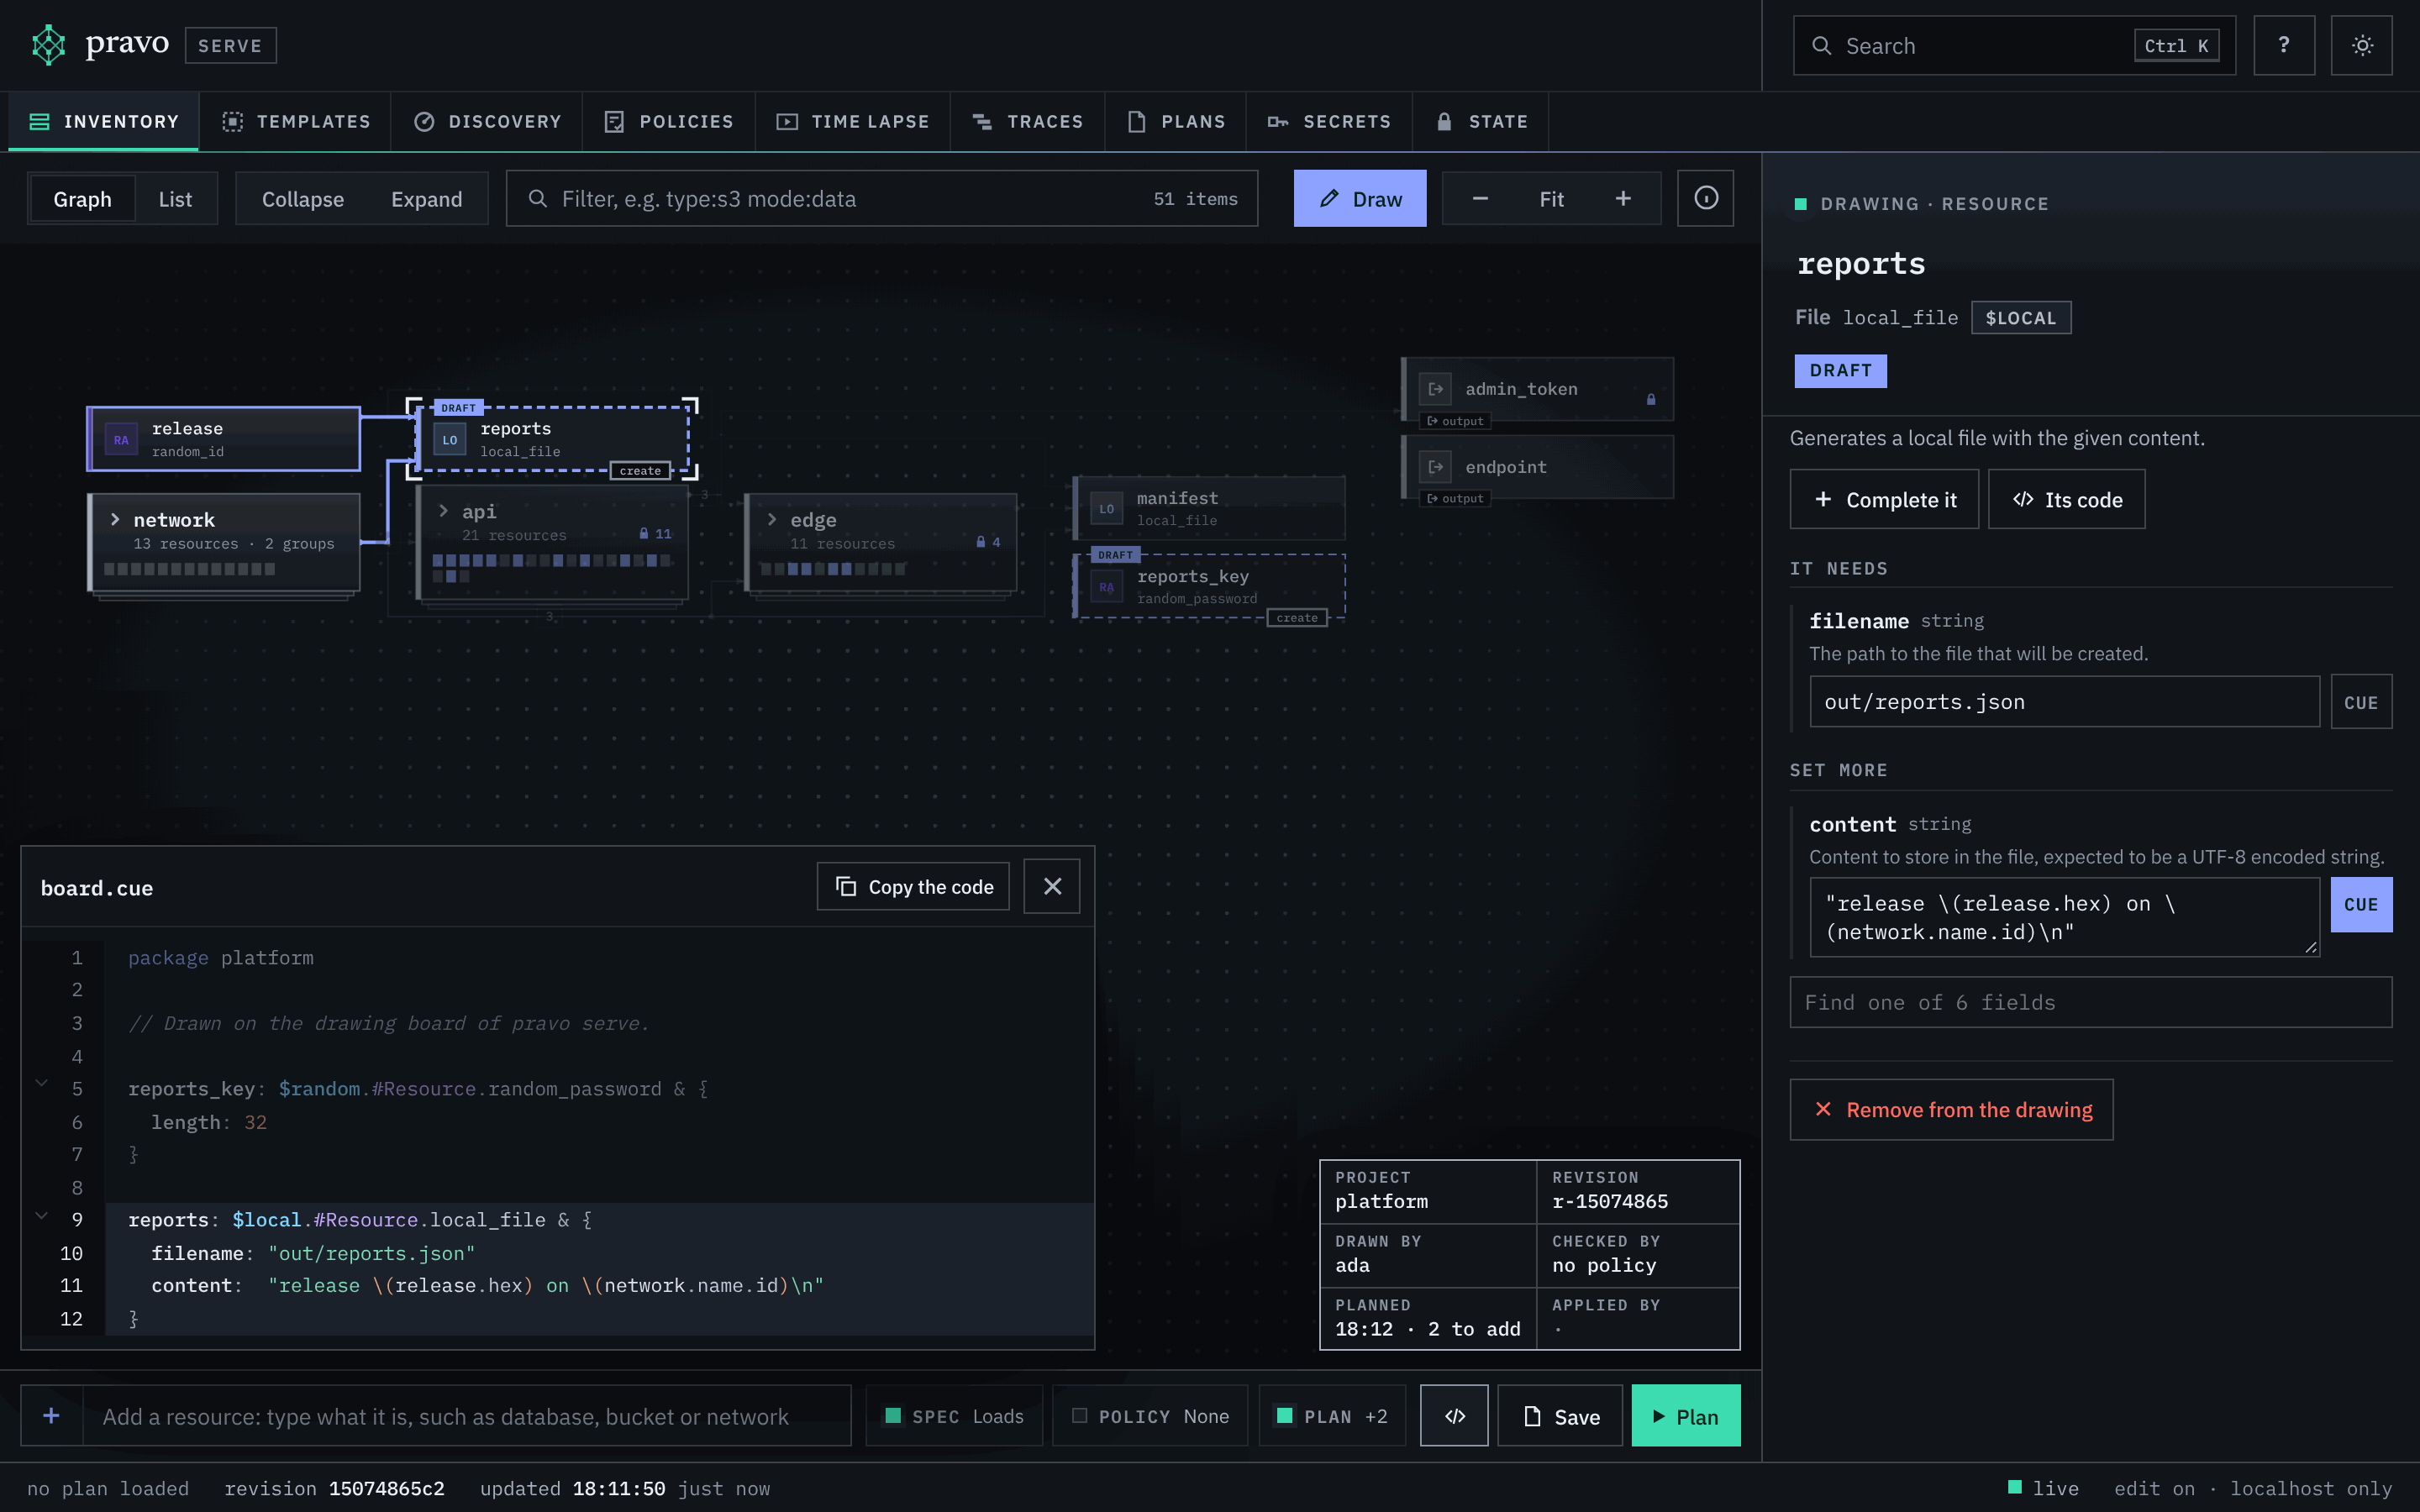 pravo SERVE
Search Ctrl K ?
INVENTORY TEMPLATES DISCOVERY POLICIES TIME LAPSE TRACES PLANS SECRETS STATE
Graph List Collapse Expand Filter, e.g. type:s3 mode:data 51 items Draw − Fit +
DRAFT
RA release
random_id
LO reports
local_file
create
network
13 resources · 2 groups
api
21 resources
11
3
3
edge
11 resources
4
LO manifest
local_file
DRAFT
RA reports_key
random_password
create
admin_token
output
endpoint
output
board.cue
Copy the code
1 package platform
2
3 // Drawn on the drawing board of pravo serve.
4
5 reports_key: $random.#Resource.random_password & {
6 length: 32
7 }
8
9 reports: $local.#Resource.local_file & {
10 filename: "out/reports.json"
11 content: "release \(release.hex) on \(network.name.id)\n"
12 }
PROJECT
platform
REVISION
r-15074865
DRAWN BY
ada
CHECKED BY
no policy
PLANNED
18:12 · 2 to add
APPLIED BY
·
+ Add a resource: type what it is, such as database, bucket or network
SPEC Loads
POLICY None
PLAN +2
</>
Save
Plan
no plan loaded revision 15074865c2 updated 18:11:50 just now
live edit on · localhost only
DRAWING · RESOURCE
reports
File local_file $LOCAL
DRAFT
Generates a local file with the given content.
+ Complete it
</> Its code
IT NEEDS
filename string
The path to the file that will be created.
out/reports.json CUE
SET MORE
content string
Content to store in the file, expected to be a UTF-8 encoded string.
"release \(release.hex) on \
(network.name.id)\n"
CUE
Find one of 6 fields
Remove from the drawing